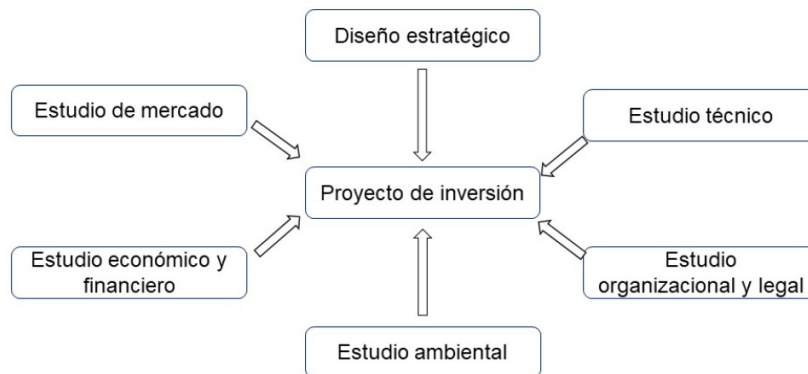 Diseño estratégico
Estudio de mercado
Estudio técnico
Proyecto de inversión
Estudio económico y
financiero
Estudio
organizacional y legal
Estudio ambiental